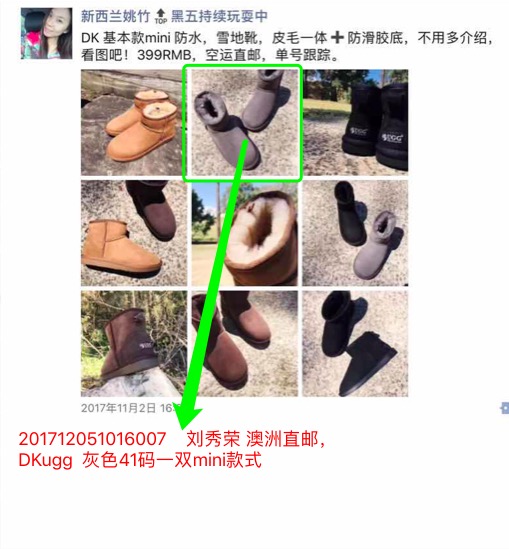 新西兰姚竹🔝黑五持续玩耍中
DK 基本款mini 防水，雪地靴，皮毛一体➕防滑胶底，不用多介绍，
看图吧！399RMB，空运直邮，单号跟踪。
UGG
UGG
2017年11月2日 16:
201712051016007 刘秀荣 澳洲直邮，
DKugg 灰色41码一双mini款式